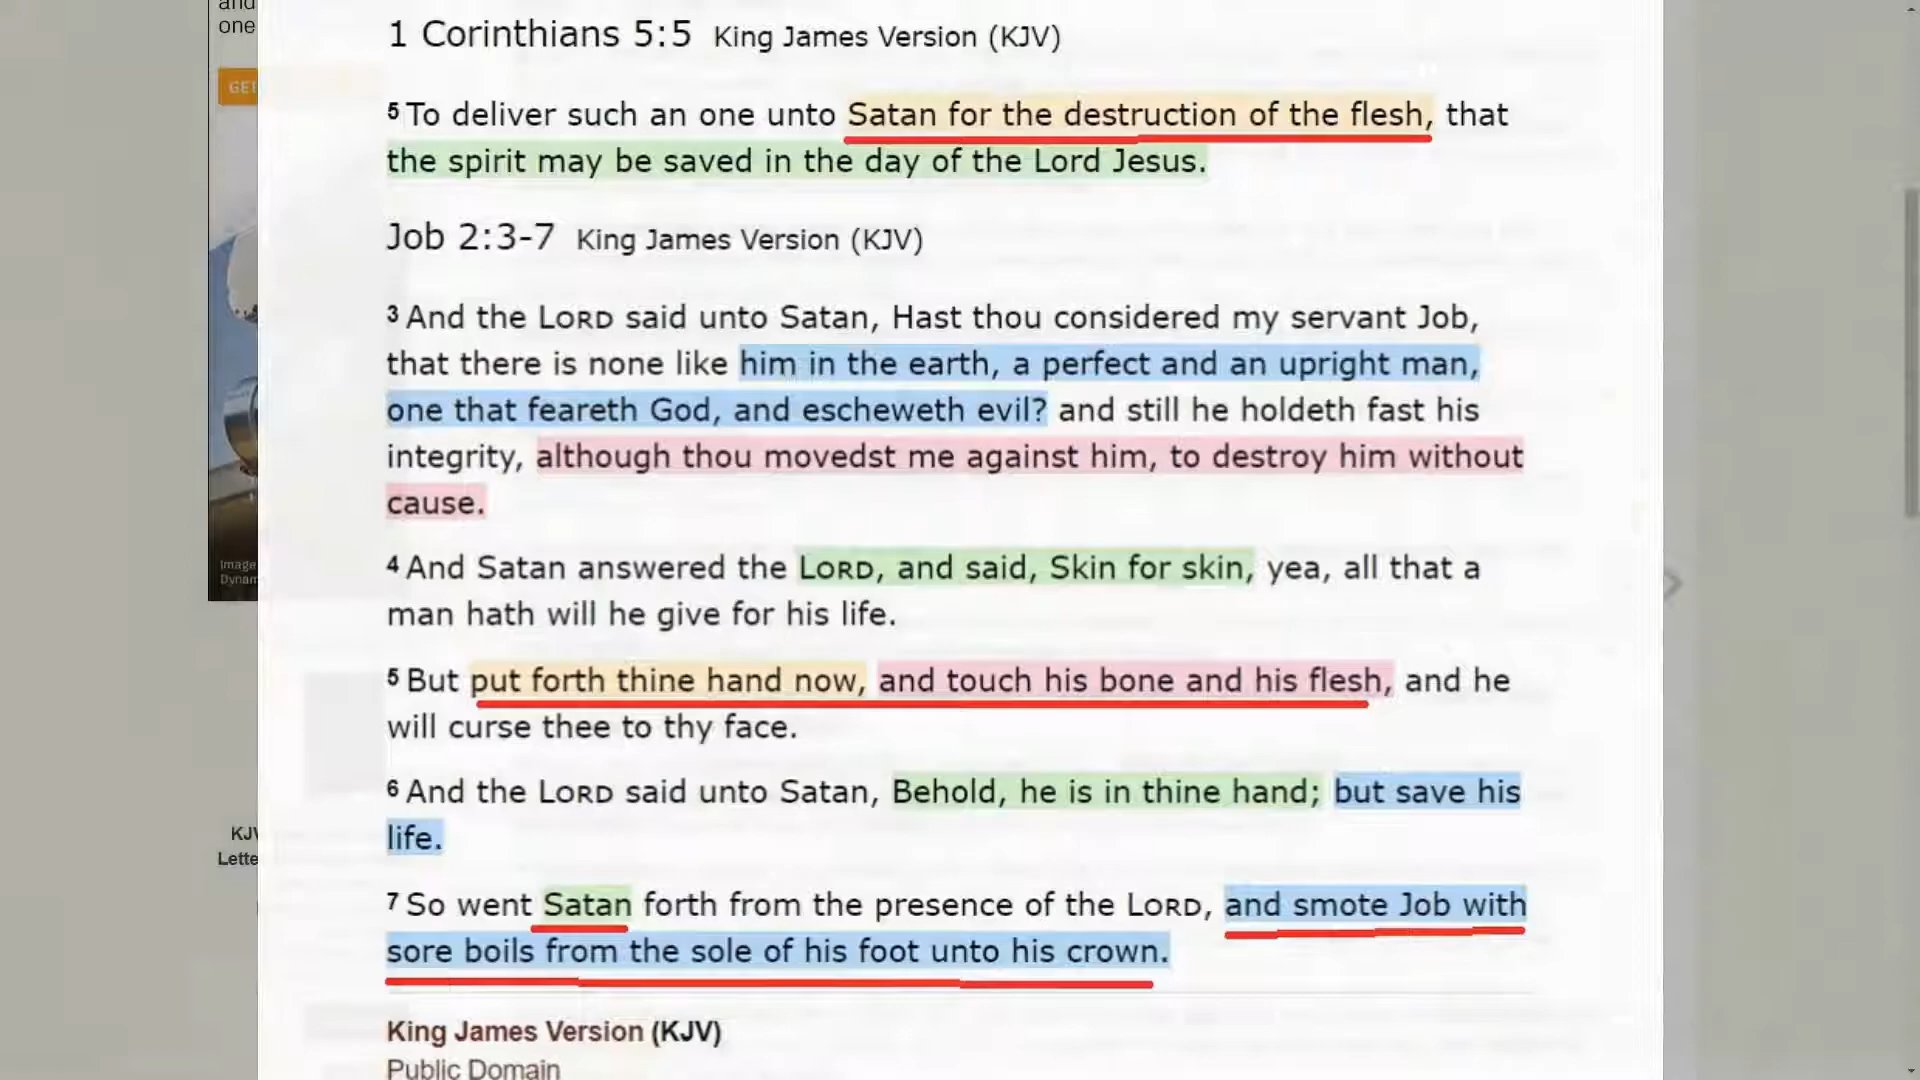 and
one
1 Corinthians 5:5 King James Version (KJV)
GE
5 To deliver such an one unto Satan for the destruction of the flesh, that
the spirit may be saved in the day of the Lord Jesus.
Job 2:3-7 King James Version (KJV)
3 And the LORD said unto Satan, Hast thou considered my servant Job,
that there is none like him in the earth, a perfect and an upright man,
one that feareth God, and escheweth evil? and still he holdeth fast his
integrity, although thou movedst me against him, to destroy him without
cause.
Image
Dynam
4 And Satan answered the LORD, and said, Skin for skin, yea, all that a
man hath will he give for his life.
5 But put forth thine hand now, and touch his bone and his flesh, and he
will curse thee to thy face.
6 And the LORD said unto Satan, Behold, he is in thine hand; but save his
life.
KJV
Lette
7 So went Satan forth from the presence of the LORD, and smote Job with
sore boils from the sole of his foot unto his crown.
King James Version (KJV)
Public Domain